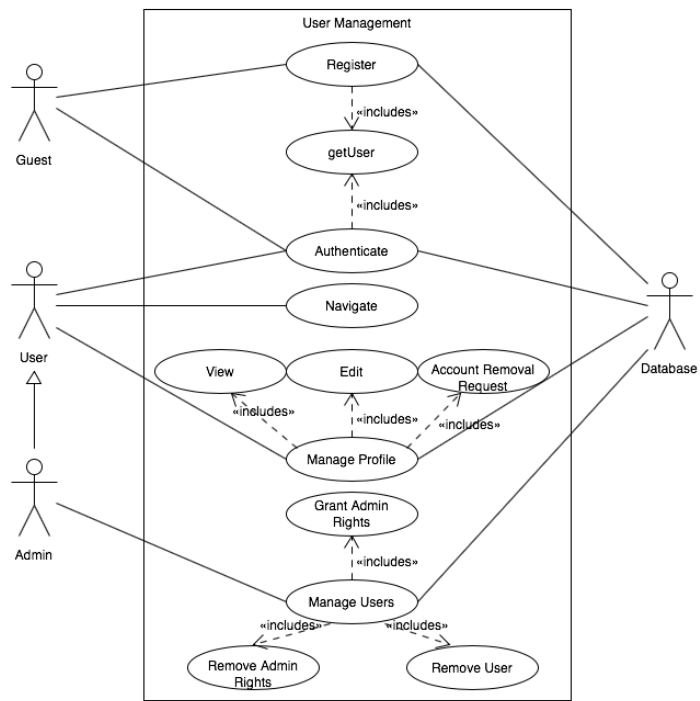 User Management
Register
«includes»
Guest
getUser
«includes»
Authenticate
Navigate
User
Database
View
Edit
Account Removal
Request
«includes»
«includes»
«includes»
Manage Profile
Grant Admin
Rights
Admin
«includes»
Manage Users
«includes»
«includes»
Remove Admin
Rights
Remove User